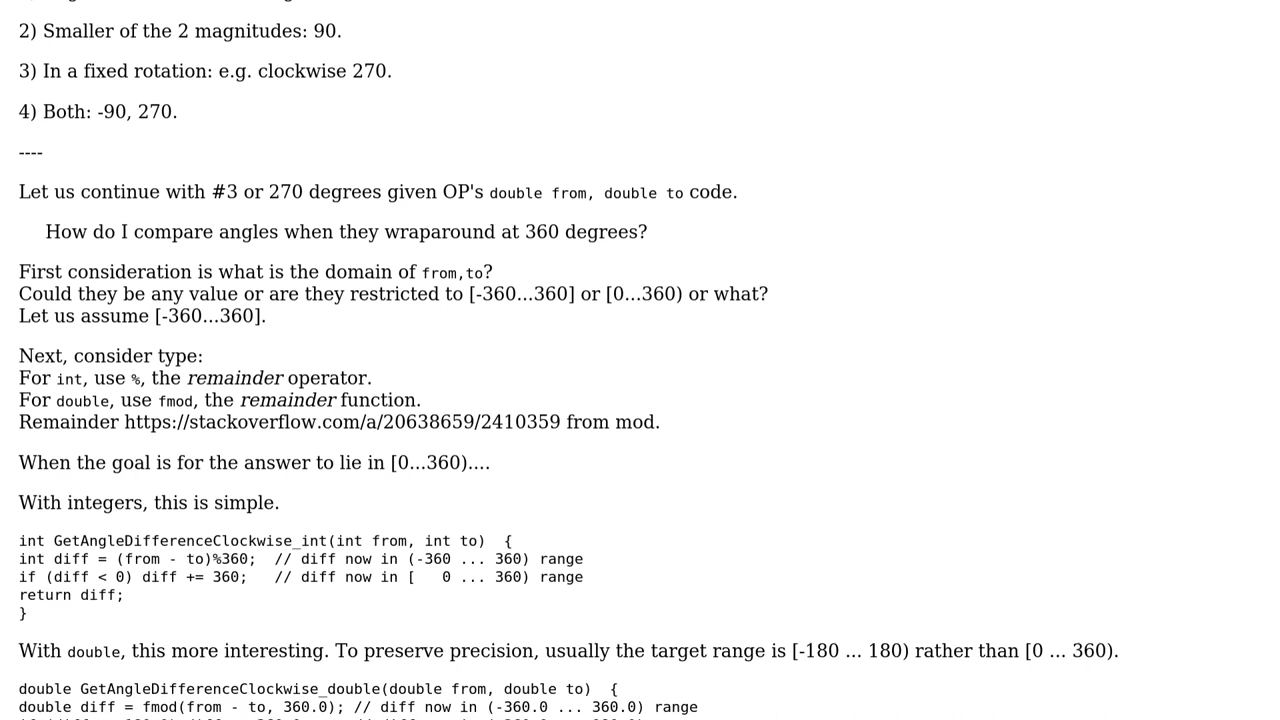 2) Smaller of the 2 magnitudes: 90.
3) In a fixed rotation: e.g. clockwise 270.
4) Both: -90, 270.
----
Let us continue with #3 or 270 degrees given OP's double from, double to code.
How do I compare angles when they wraparound at 360 degrees?
First consideration is what is the domain of from,to?
Could they be any value or are they restricted to [-360...360] or [0...360) or what?
Let us assume [-360...360].
Next, consider type:
For int, use %, the remainder operator.
For double, use fmod, the remainder function.
Remainder https://stackoverflow.com/a/20638659/2410359 from mod.
When the goal is for the answer to lie in [0...360)....
With integers, this is simple.
int GetAngleDifferenceClockwise_int(int from, int to)  {
int diff = (from - to)%360;  // diff now in (-360 ... 360) range
if (diff < 0) diff += 360;   // diff now in [   0 ... 360) range
return diff;
}
With double, this more interesting. To preserve precision, usually the target range is [-180 ... 180) rather than [0 ... 360).
double GetAngleDifferenceClockwise_double(double from, double to)  {
double diff = fmod(from - to, 360.0); // diff now in (-360.0 ... 360.0) range